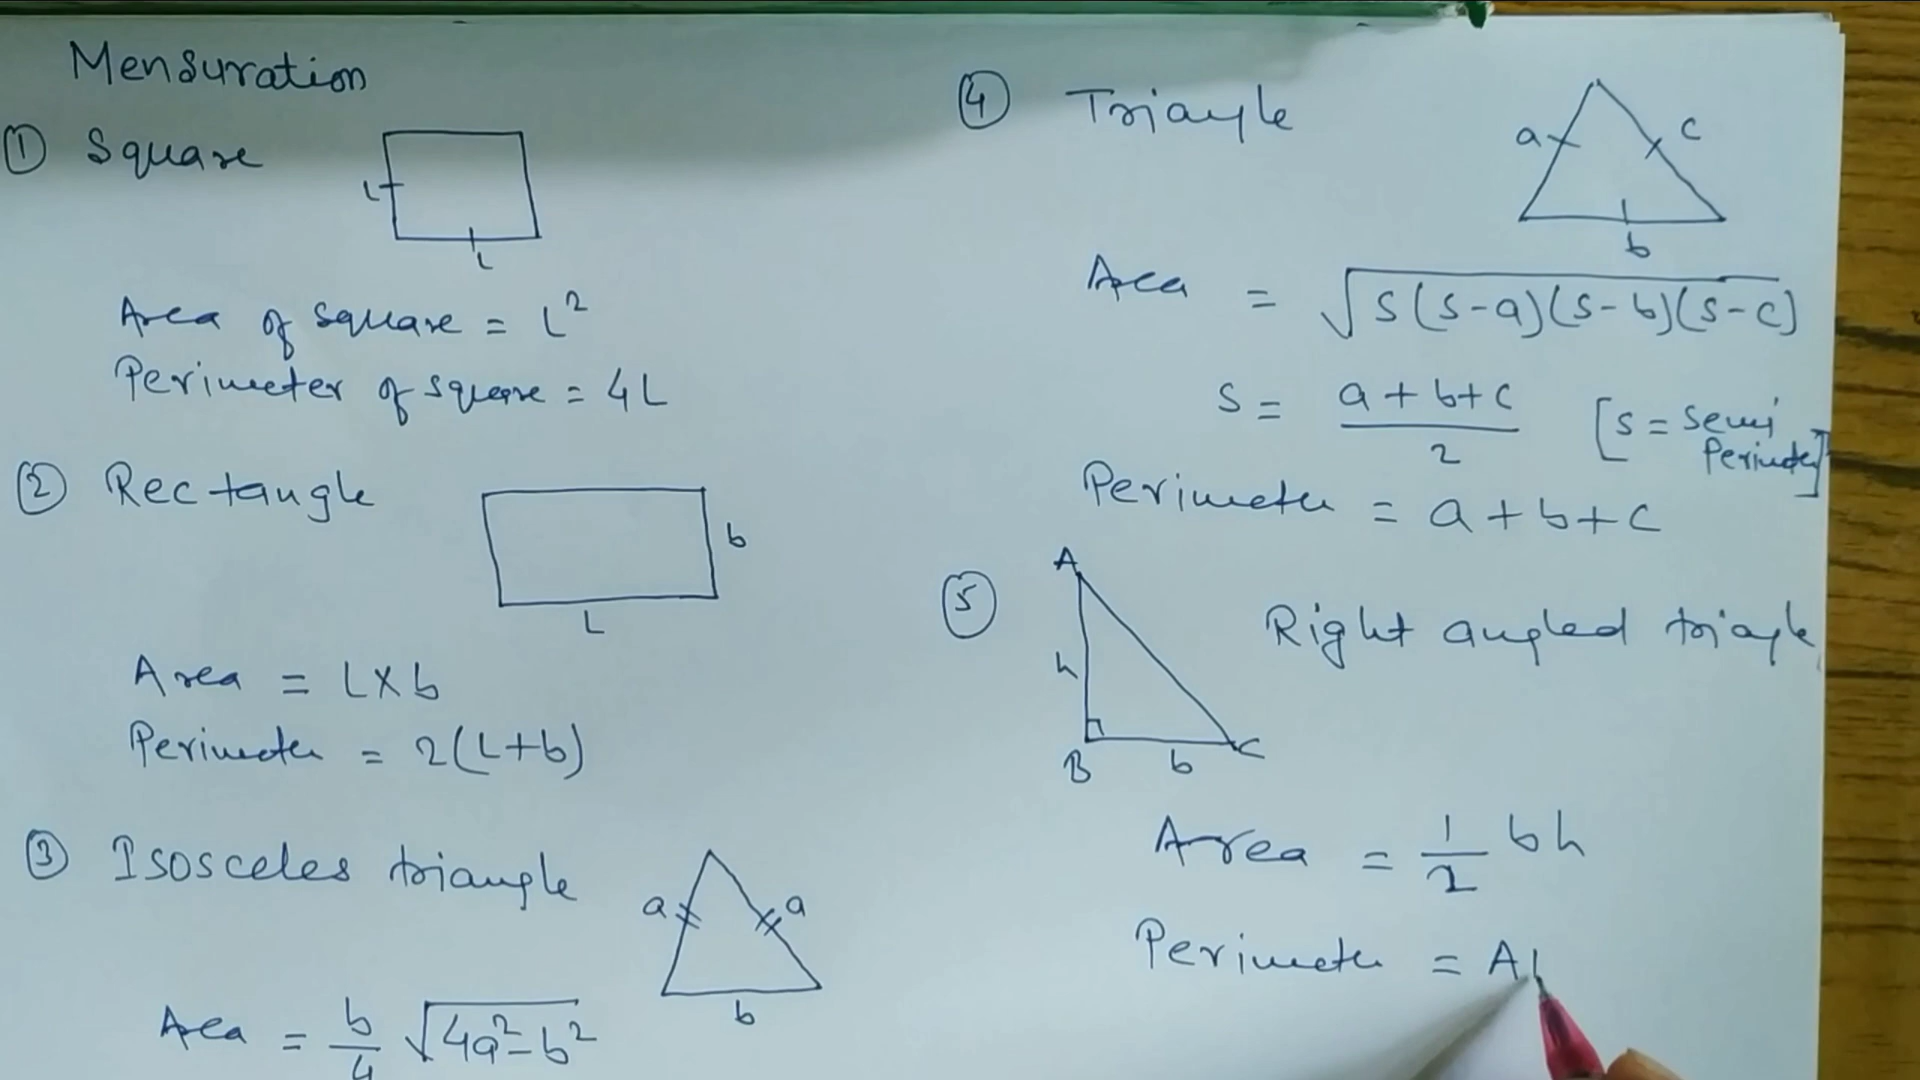 Mensuration
① Square
L
L
Area of square = L²
Perimeter of square = 4L
② Rectangle
b
L
Area = L×b
Perimeter = 2(L+b)
③ Isosceles triangle
a
a
b
Area = b/4 √4a²-b²
④ Triangle
a
c
b
Area = √S(S-a)(S-b)(S-c)
S = a+b+c/2 [S = Semi Perimeter]
Perimeter = a+b+c
⑤ Right angled triangle
A
h
B
b
C
Area = 1/2 bh
Perimeter = A